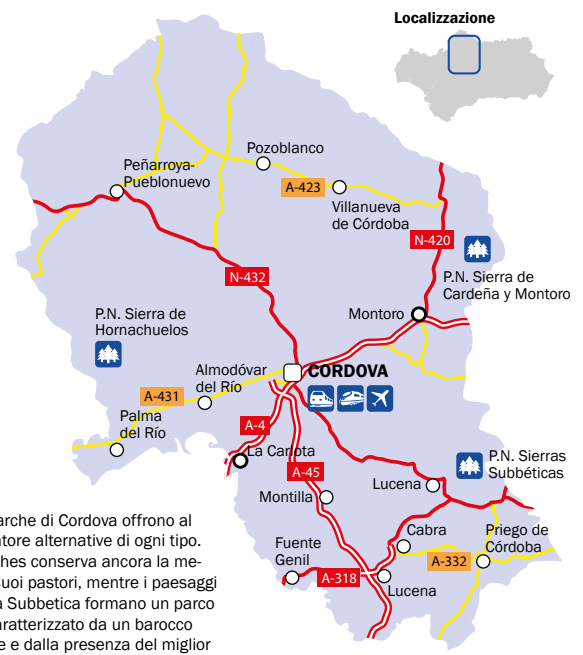 Localizzazione
Pozoblanco
Peñarroya-
Pueblonuevo
A-423
Villanueva
de Córdoba
N-420
N-432
P.N. Sierra de
Cardeña y Montoro
P.N. Sierra de
Hornachuelos
Montoro
Almodóvar
del Río
CORDOVA
A-431
Palma
del Río
A-4
La Carlota
A-45
P.N. Sierras
Subbéticas
Lucena
Montilla
Cabra
Priego de
Córdoba
Fuente
Genil
A-332
A-318
Lucena
arche di Cordova offrono al
atore alternative di ogni tipo.
ches conserva ancora la me-
suoi pastori, mentre i paesaggi
a Subbetica formano un parco
aratterizzato da un barocco
e e dalla presenza del miglior